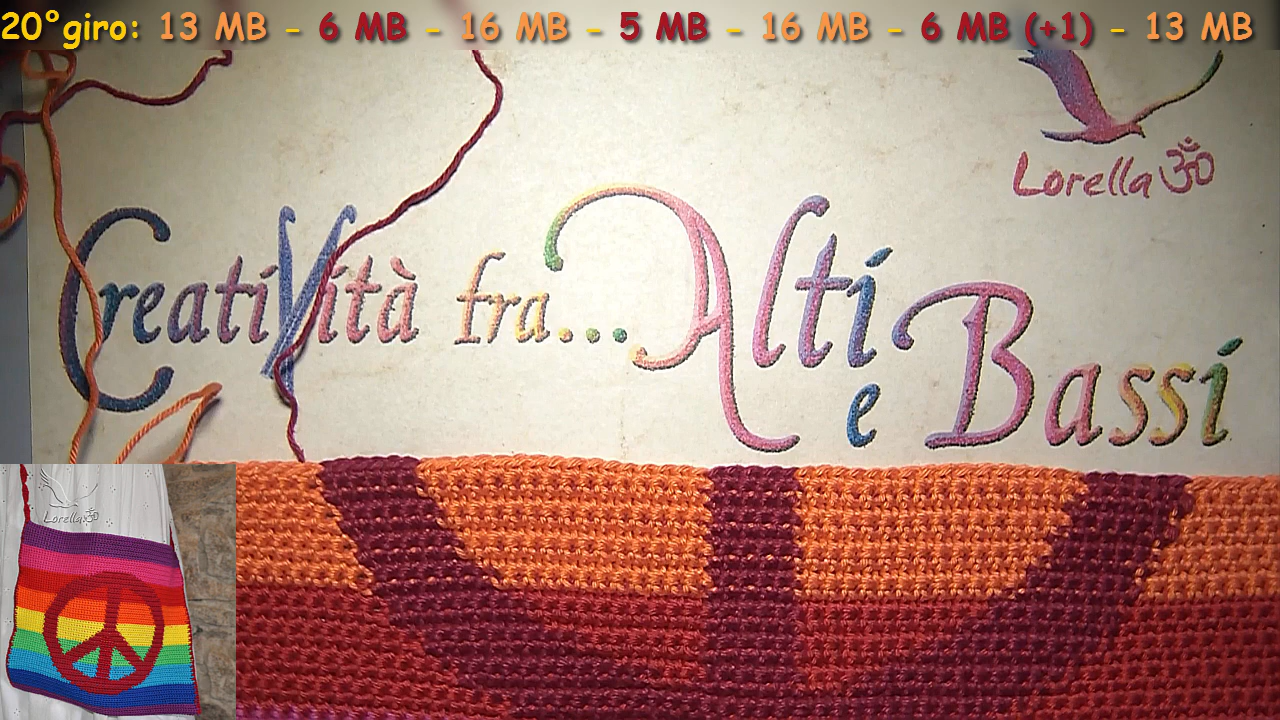 20°giro: 13 MB - 6 MB - 16 MB - 5 MB - 16 MB - 6 MB (+1) - 13 MB
Lorella ॐ
CreatiVità fra... Alti
e Bassi
Lorella ॐ